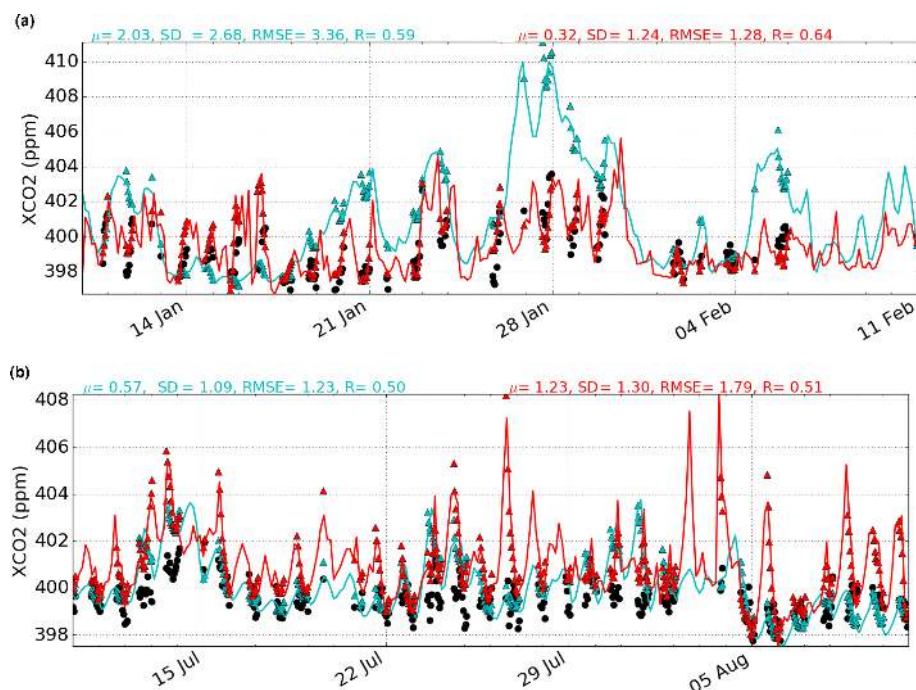 (a)
μ= 2.03, SD = 2.68, RMSE= 3.36, R= 0.59
μ= 0.32, SD= 1.24, RMSE= 1.28, R= 0.64
XCO2 (ppm)
410
408
406
404
402
400
398
14 Jan
21 Jan
28 Jan
04 Feb
11 Feb
(b)
μ= 0.57, SD = 1.09, RMSE= 1.23, R= 0.50
μ= 1.23, SD= 1.30, RMSE= 1.79, R= 0.51
XCO2 (ppm)
408
406
404
402
400
398
15 Jul
22 Jul
29 Jul
05 Aug